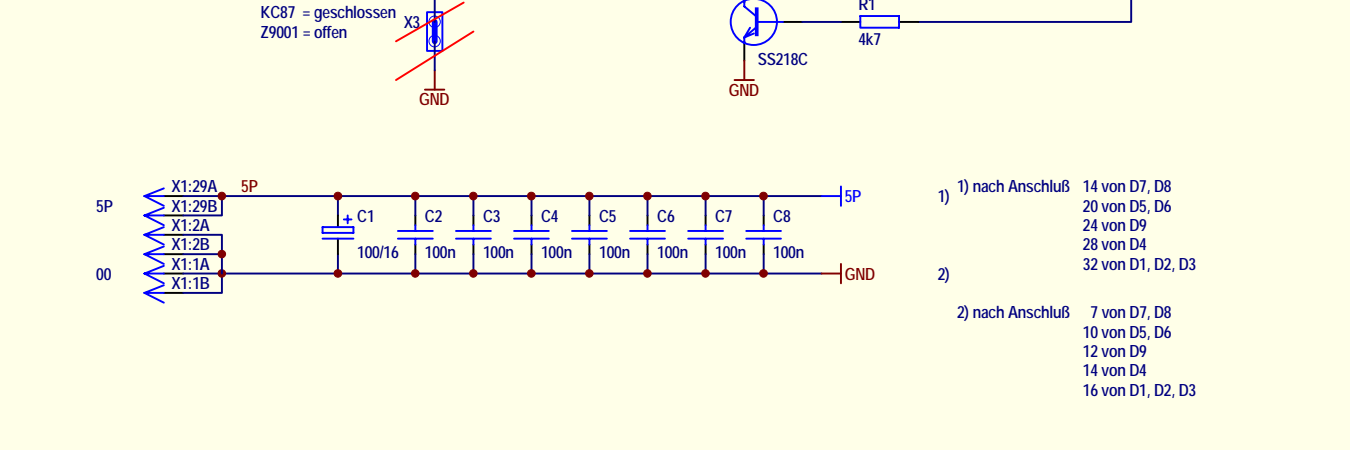 KC87 = geschlossen
Z9001 = offen
X3
GND
R1
4k7
SS218C
GND
5P
00
X1:29A
X1:29B
X1:2A
X1:2B
X1:1A
X1:1B
5P
+ C1
100/16
C2
100n
C3
100n
C4
100n
C5
100n
C6
100n
C7
100n
C8
100n
5P
GND
1)
2)
1) nach Anschluß 14 von D7, D8
20 von D5, D6
24 von D9
28 von D4
32 von D1, D2, D3
2) nach Anschluß 7 von D7, D8
10 von D5, D6
12 von D9
14 von D4
16 von D1, D2, D3